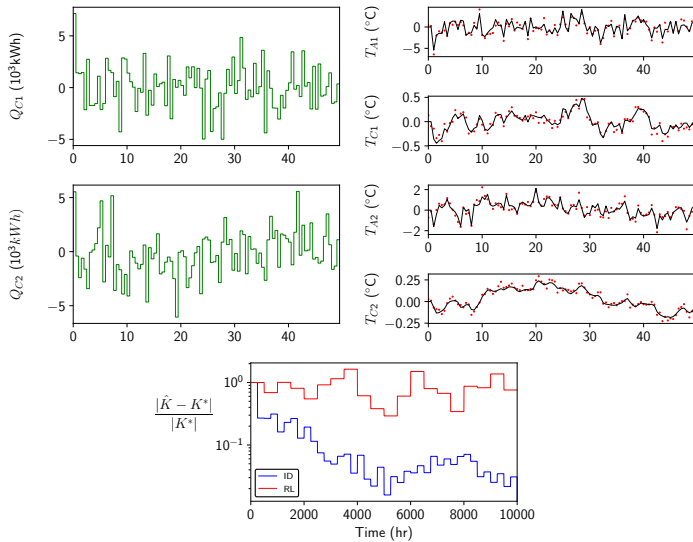 Q_{C1} (10^3 kWh)
5
0
−5
0 10 20 30 40
T_{A1} (°C)
0
−5
0 10 20 30 40
T_{C1} (°C)
0.5
0.0
−0.5
0 10 20 30 40
Q_{C2} (10^3 kWh)
5
0
−5
0 10 20 30 40
T_{A2} (°C)
2
0
−2
0 10 20 30 40
T_{C2} (°C)
0.25
0.00
−0.25
0 10 20 30 40
|K̂ − K*|
|K*|
10^0
10^{−1}
ID
RL
0 2000 4000 6000 8000 10000
Time (hr)